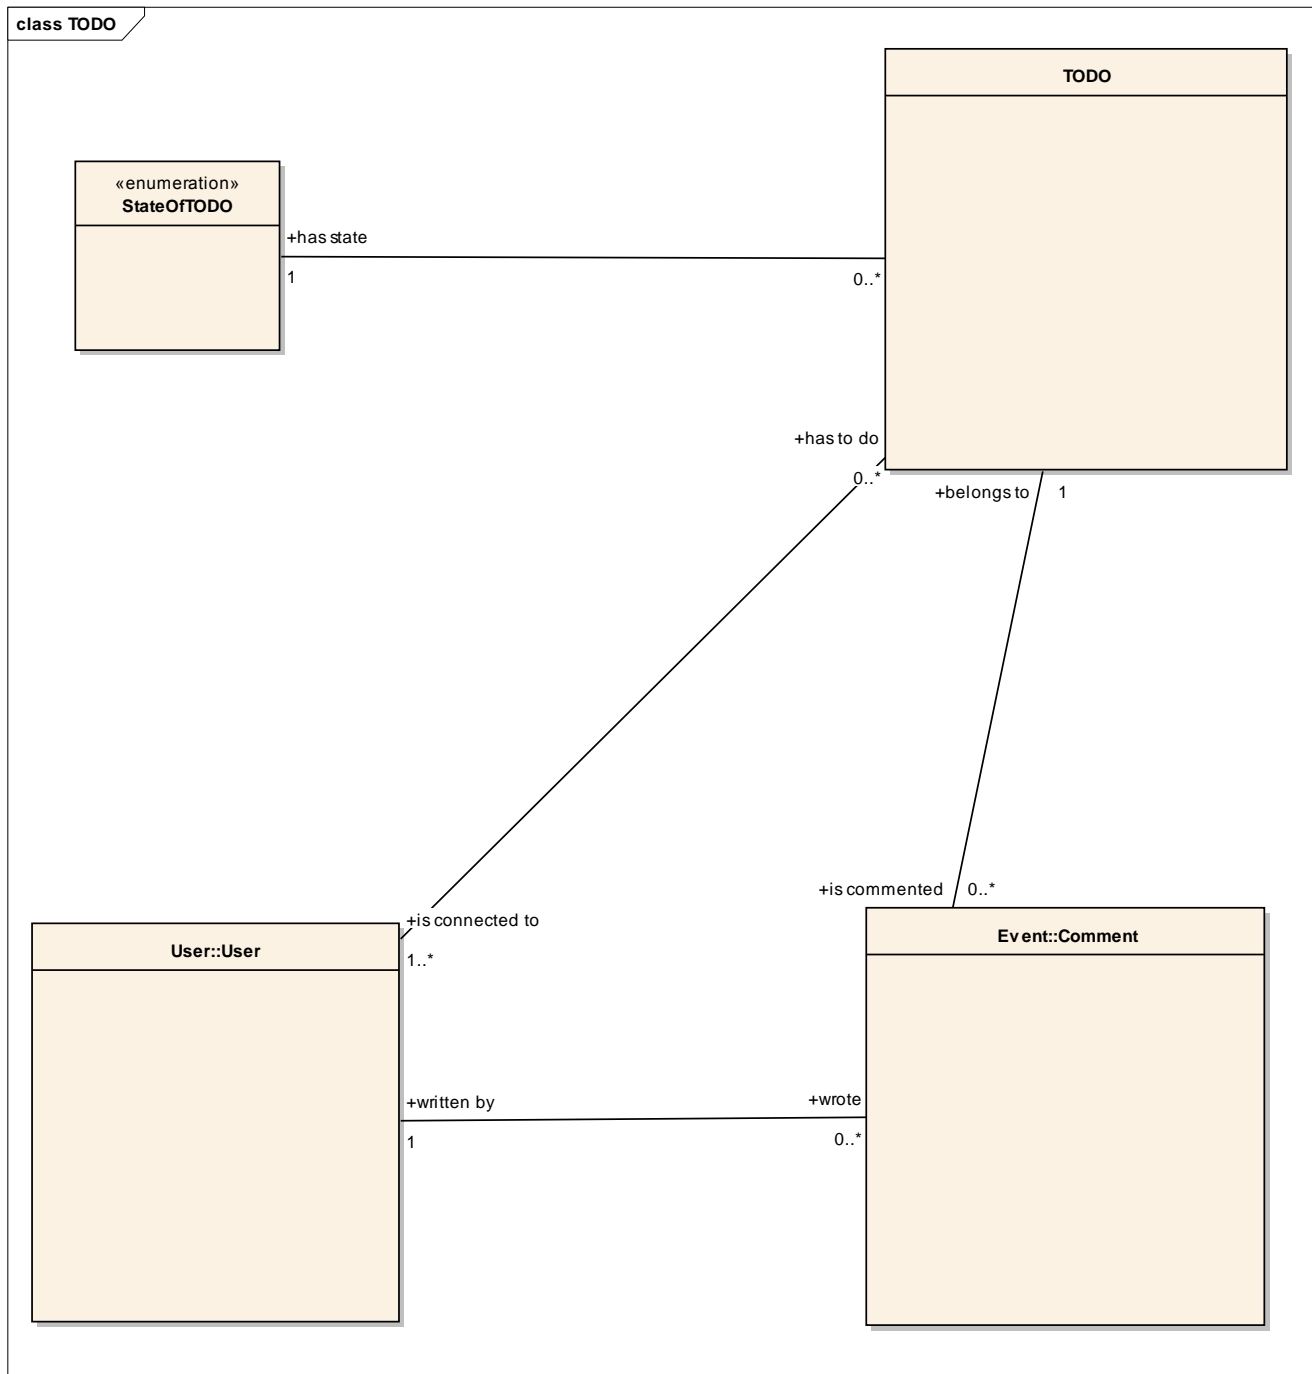 class TODO
TODO
«enumeration»
StateOfTODO
+has state
1
0..*
+has to do
0..*
+belongs to
1
+is commented
0..*
+is connected to
1..*
User::User
Event::Comment
+written by
1
+wrote
0..*